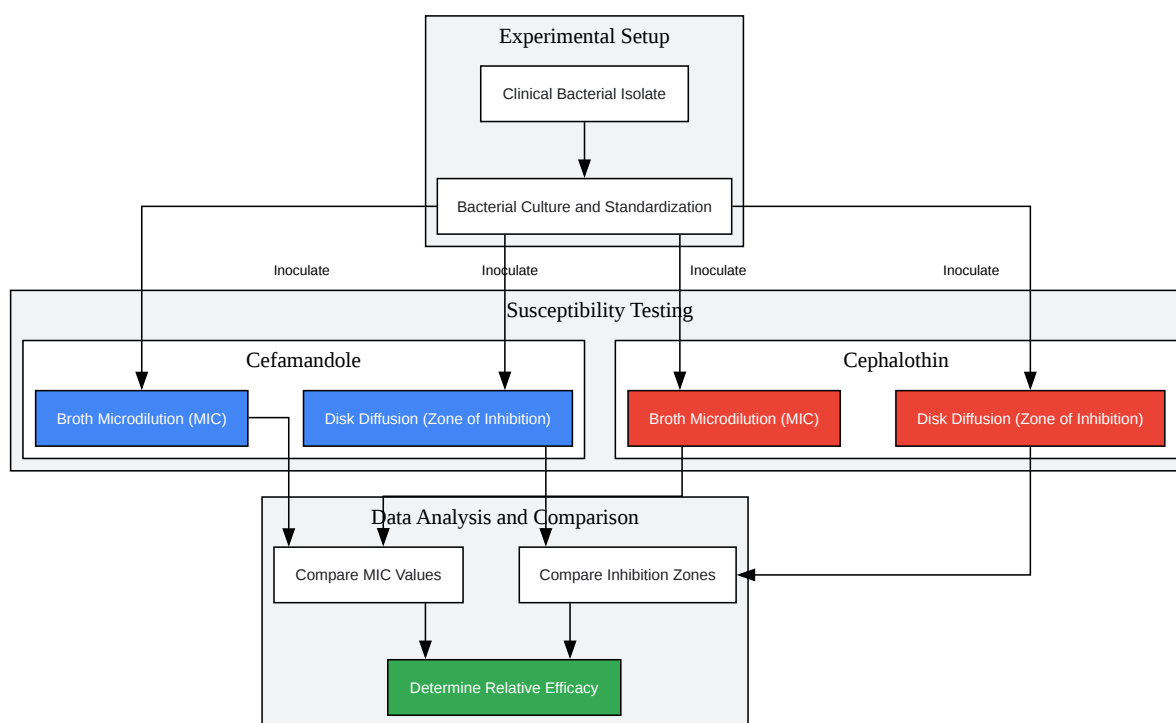 Experimental Setup
Clinical Bacterial Isolate
Bacterial Culture and Standardization
Inoculate
Inoculate
Inoculate
Inoculate
Susceptibility Testing
Cefamandole
Cephalothin
Broth Microdilution (MIC)
Disk Diffusion (Zone of Inhibition)
Broth Microdilution (MIC)
Disk Diffusion (Zone of Inhibition)
Data Analysis and Comparison
Compare MIC Values
Compare Inhibition Zones
Determine Relative Efficacy